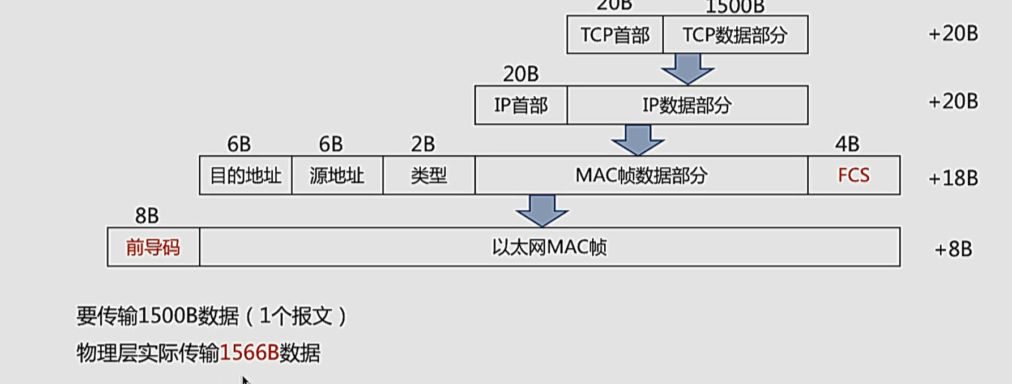 20B 1500B
TCP首部 TCP数据部分 +20B
20B
IP首部 IP数据部分 +20B
6B 6B 2B 4B
目的地址 源地址 类型 MAC帧数据部分 FCS +18B
8B
前导码 以太网MAC帧 +8B
要传输1500B数据（1个报文）
物理层实际传输1566B数据